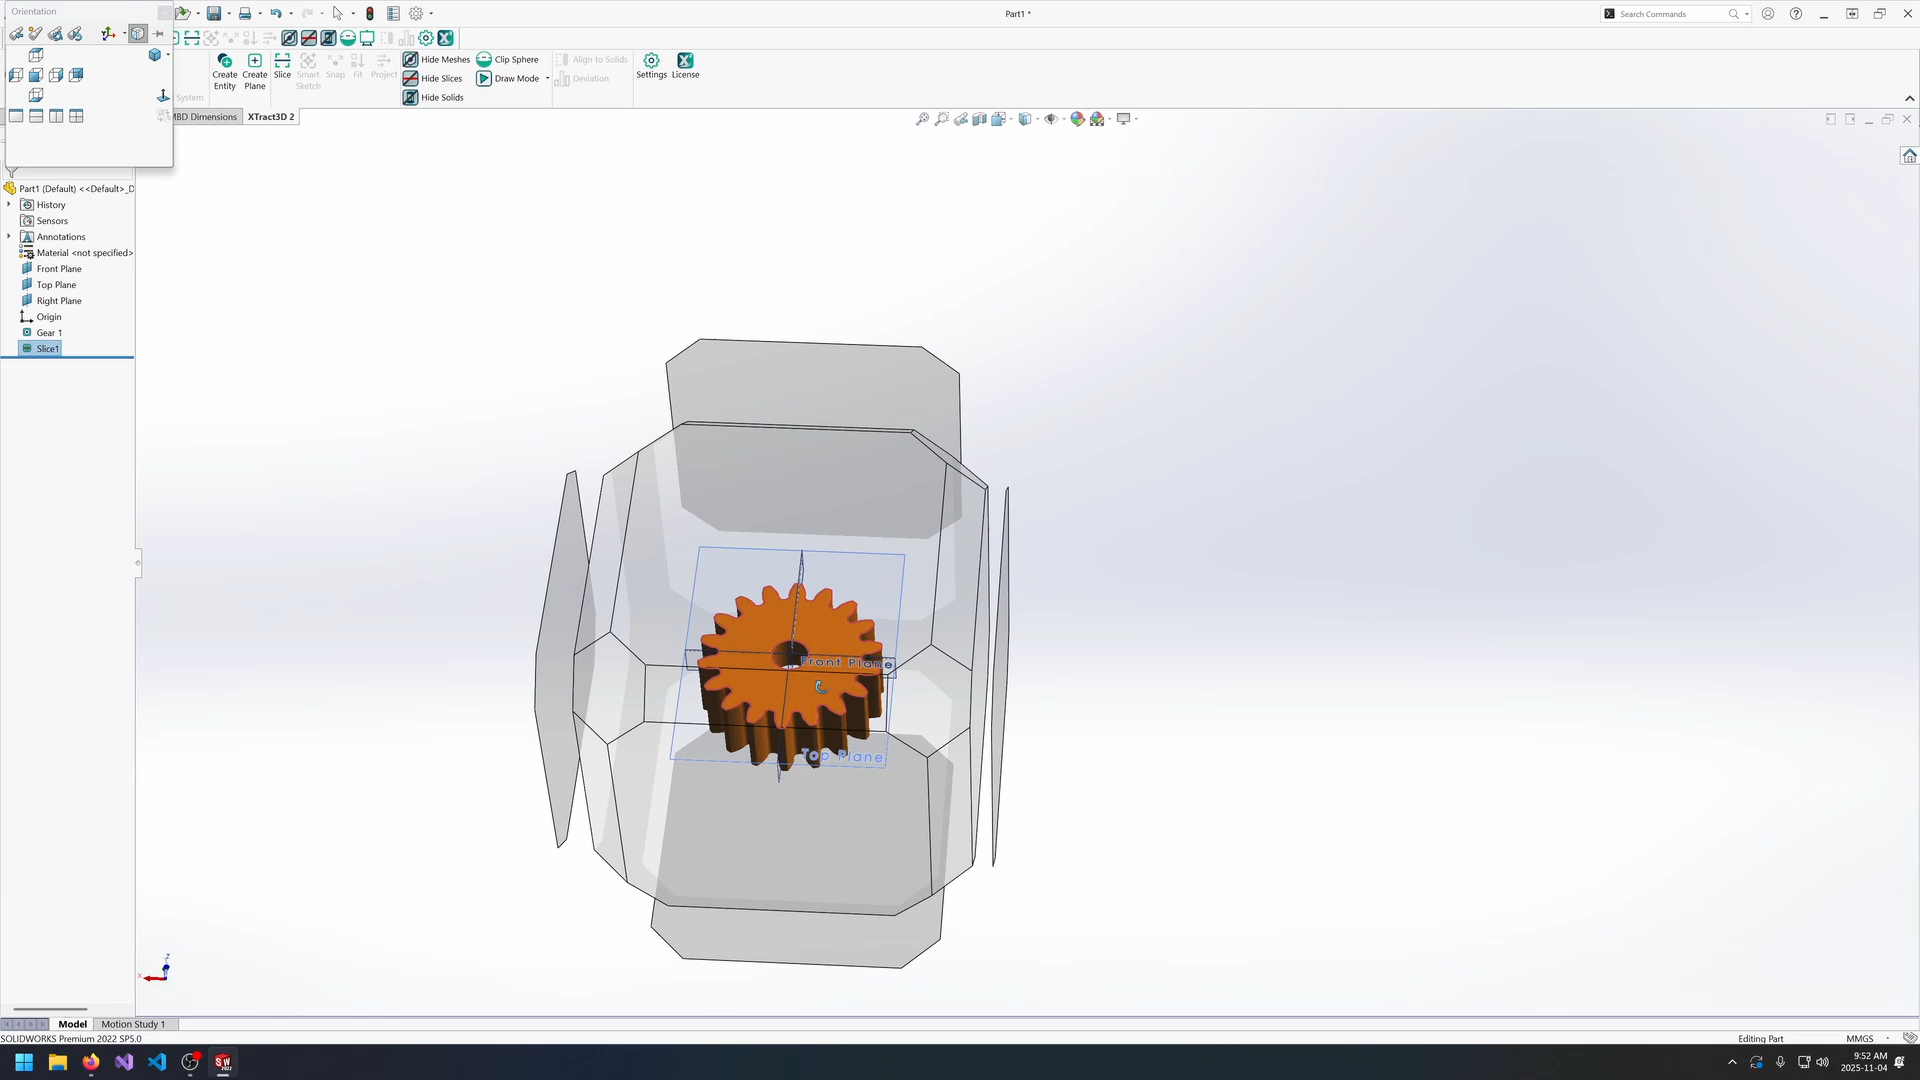 Orientation
Part1 *
Search Commands
Create Entity
Create Plane
Slice
Smart Sketch
Snap
Fit
Project
Hide Meshes
Hide Slices
Hide Solids
Clip Sphere
Draw Mode
Align to Solids
Deviation
Settings
License
System
MBD Dimensions
XTract3D 2
Part1 (Default) <<Default>_D
History
Sensors
Annotations
Material <not specified>
Front Plane
Top Plane
Right Plane
Origin
Gear 1
Slice1
Front Plane
Top Plane
z
x
Model
Motion Study 1
SOLIDWORKS Premium 2022 SP5.0
Editing Part
MMGS
SW
2022
9:52 AM
2025-11-04